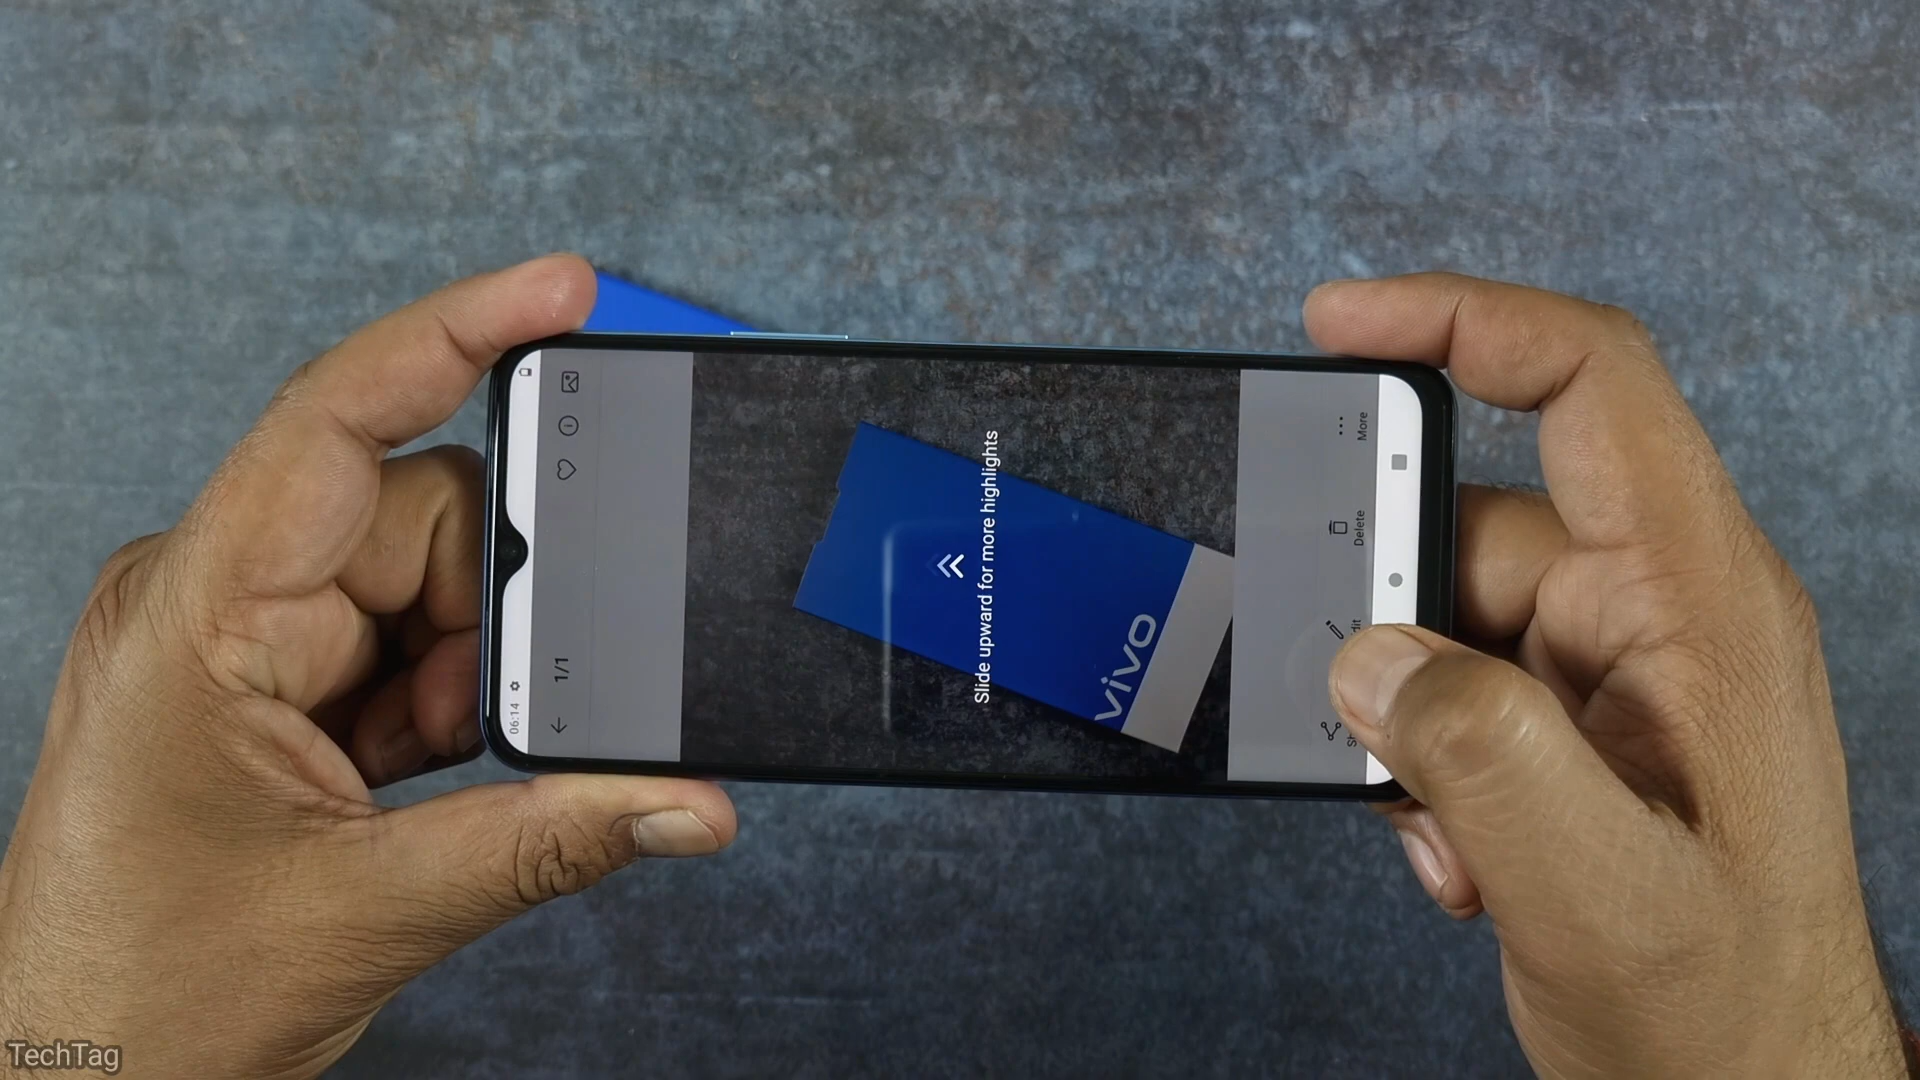 06:14
1/1
Slide upward for more highlights
vivo
Delete
More
TechTag